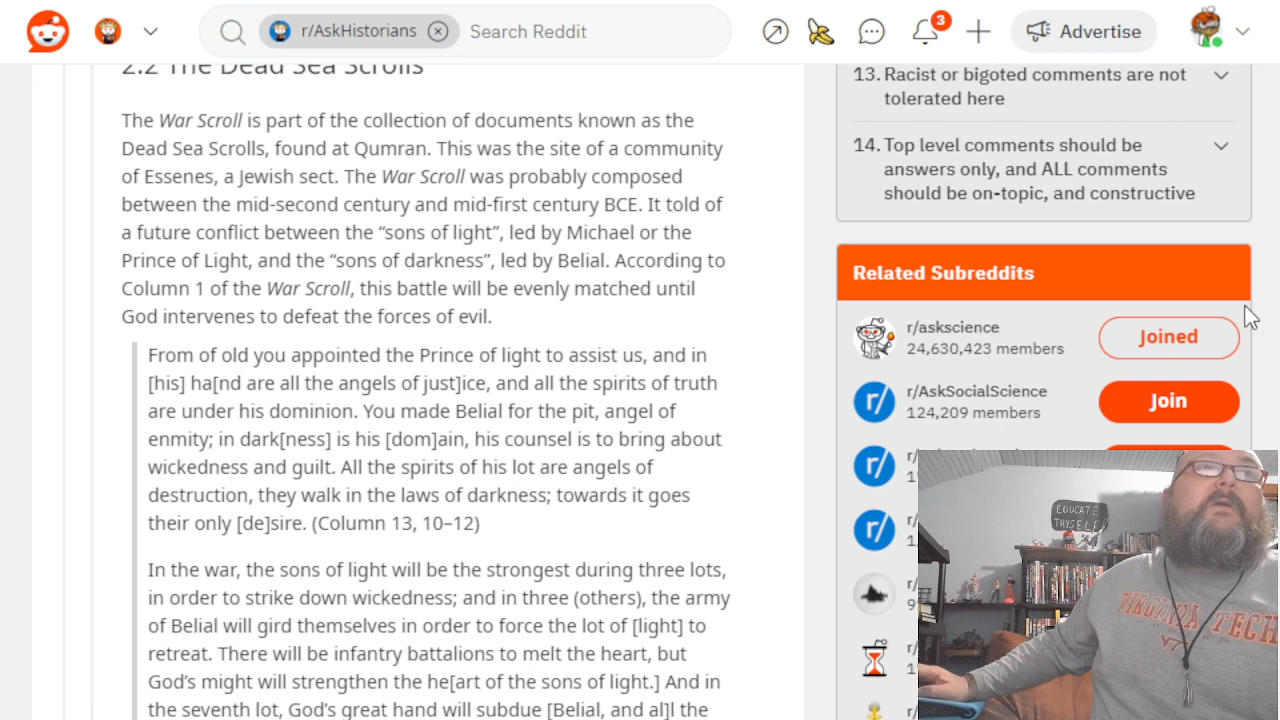 r/AskHistorians
Search Reddit
3
Advertise
2.2 The Dead Sea Scrolls
The War Scroll is part of the collection of documents known as the
Dead Sea Scrolls, found at Qumran. This was the site of a community
of Essenes, a Jewish sect. The War Scroll was probably composed
between the mid-second century and mid-first century BCE. It told of
a future conflict between the “sons of light”, led by Michael or the
Prince of Light, and the “sons of darkness”, led by Belial. According to
Column 1 of the War Scroll, this battle will be evenly matched until
God intervenes to defeat the forces of evil.
From of old you appointed the Prince of light to assist us, and in
[his] ha[nd are all the angels of just]ice, and all the spirits of truth
are under his dominion. You made Belial for the pit, angel of
enmity; in dark[ness] is his [dom]ain, his counsel is to bring about
wickedness and guilt. All the spirits of his lot are angels of
destruction, they walk in the laws of darkness; towards it goes
their only [de]sire. (Column 13, 10–12)
In the war, the sons of light will be the strongest during three lots,
in order to strike down wickedness; and in three (others), the army
of Belial will gird themselves in order to force the lot of [light] to
retreat. There will be infantry battalions to melt the heart, but
God’s might will strengthen the he[art of the sons of light.] And in
the seventh lot, God’s great hand will subdue [Belial, and al]l the
13. Racist or bigoted comments are not
tolerated here
14. Top level comments should be
answers only, and ALL comments
should be on-topic, and constructive
Related Subreddits
r/askscience
24,630,423 members
Joined
r/
r/AskSocialScience
124,209 members
Join
r/
r/
r/
r/
r/
9
r/
1
r/
EDUCATE
THYSELF
VIRGINIA TECH
VT